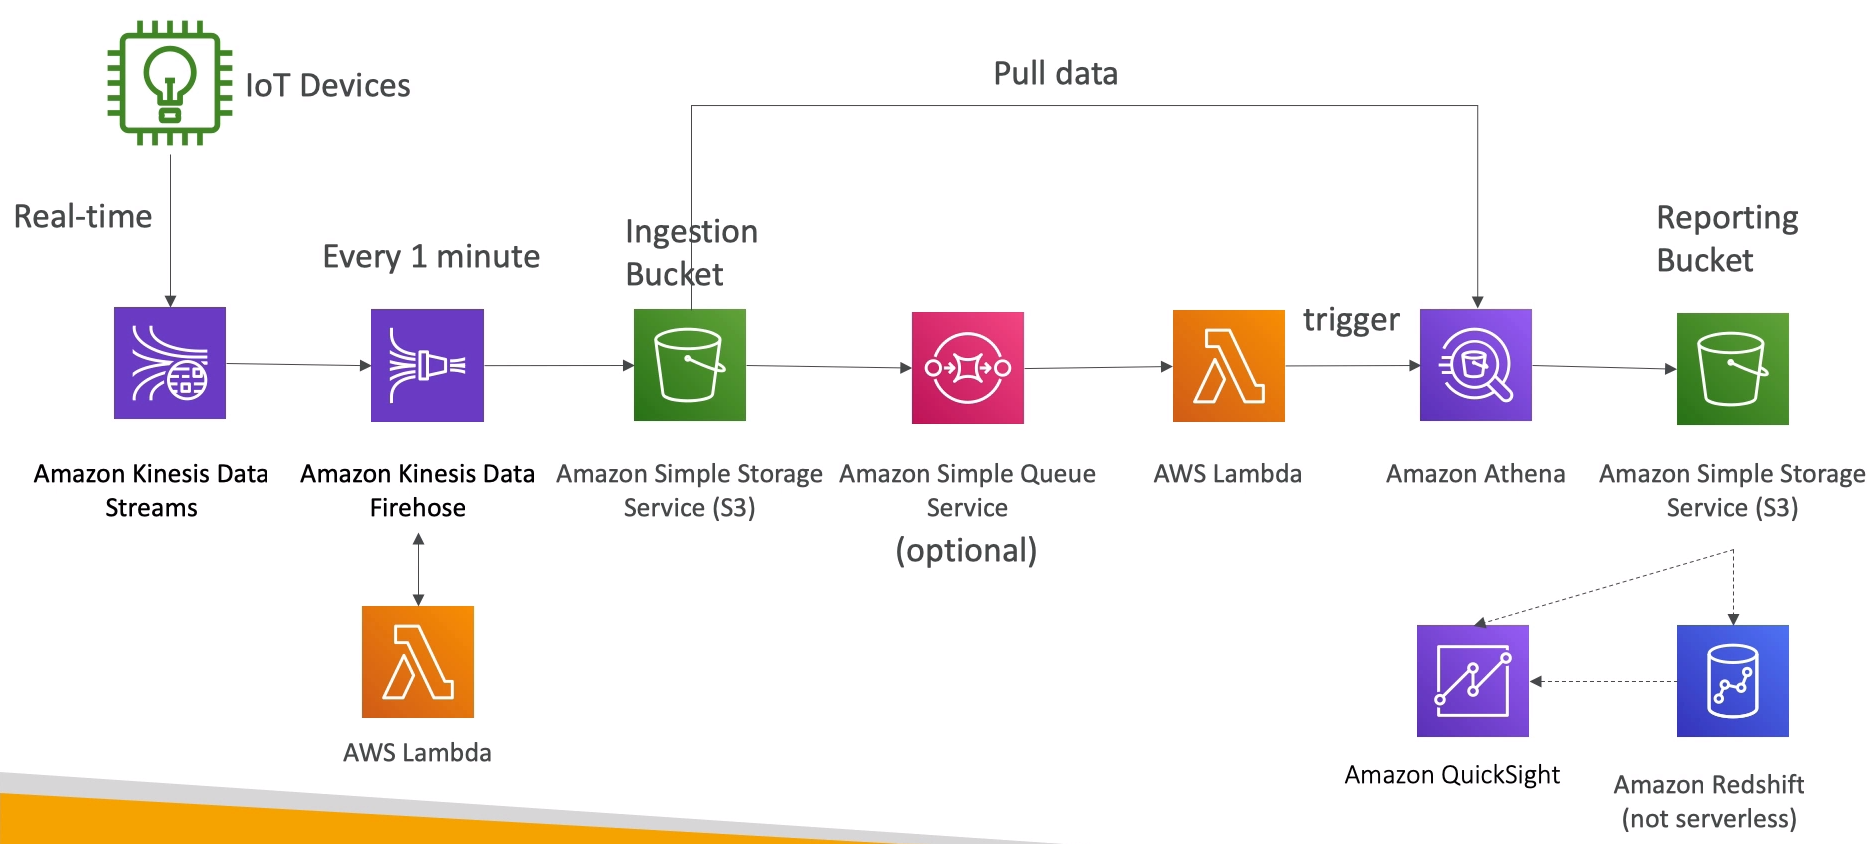 IoT Devices
Pull data
Real-time
Every 1 minute
Ingestion
Bucket
trigger
Reporting
Bucket
Amazon Kinesis Data
Streams
Amazon Kinesis Data
Firehose
Amazon Simple Storage
Service (S3)
Amazon Simple Queue
Service
(optional)
AWS Lambda
Amazon Athena
Amazon Simple Storage
Service (S3)
AWS Lambda
Amazon QuickSight
Amazon Redshift
(not serverless)